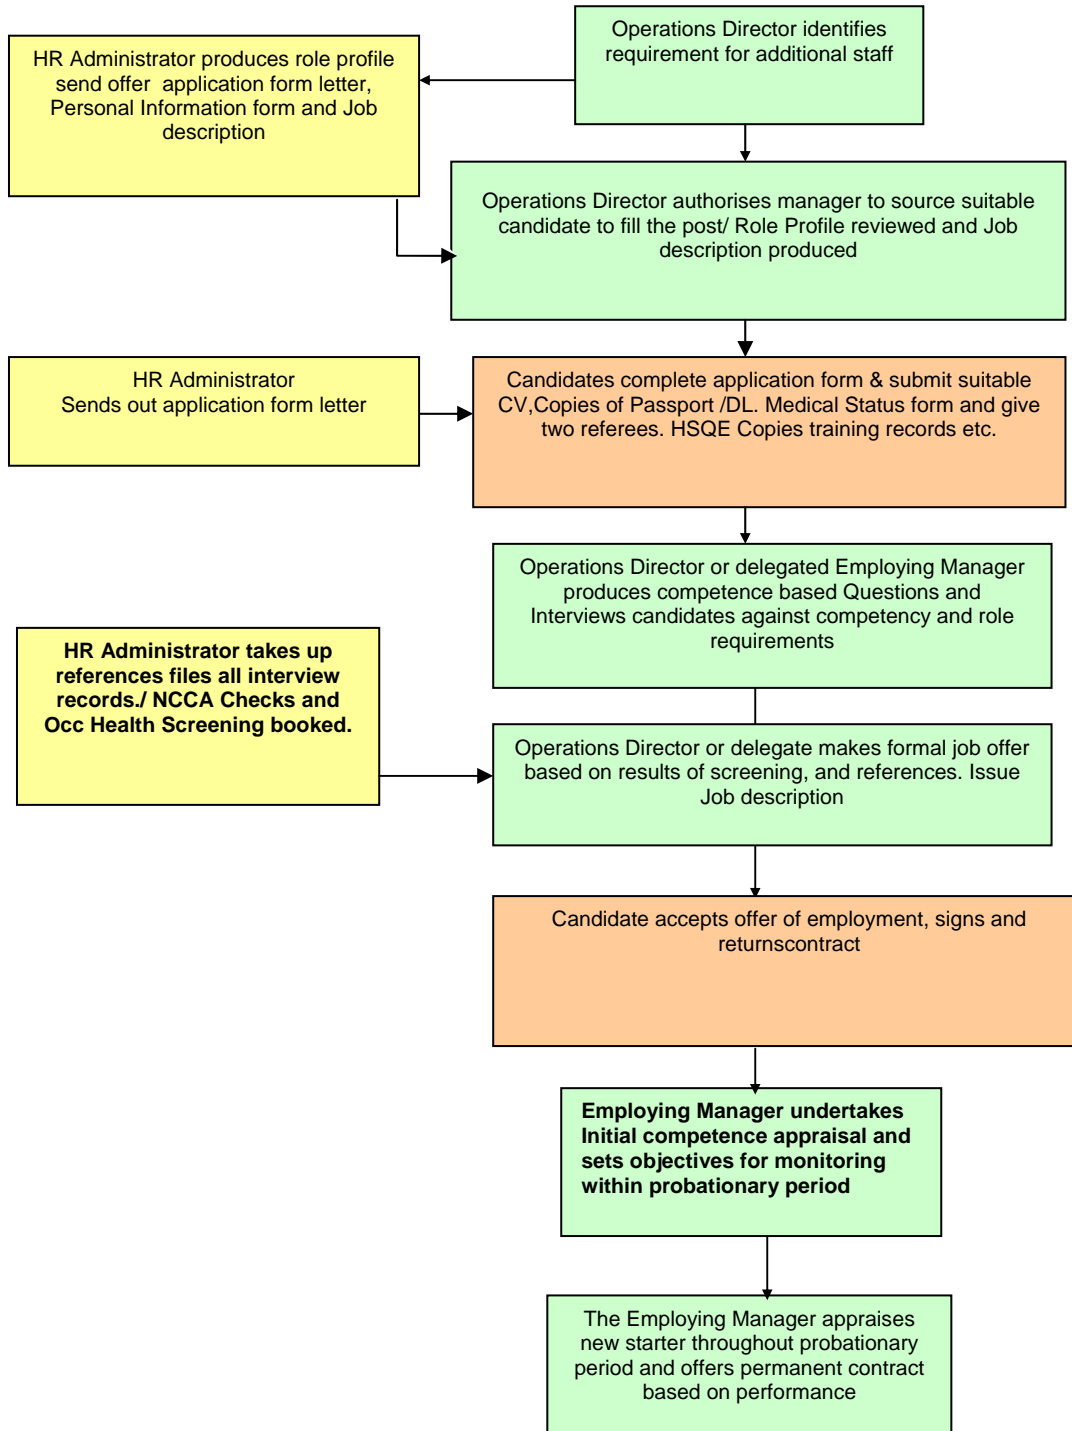 Operations Director identifies
requirement for additional staff
HR Administrator produces role profile
send offer  application form letter,
Personal Information form and Job
description
Operations Director authorises manager to source suitable
candidate to fill the post/ Role Profile reviewed and Job
description produced
HR Administrator
Sends out application form letter
Candidates complete application form & submit suitable
CV,Copies of Passport /DL. Medical Status form and give
two referees. HSQE Copies training records etc.
Operations Director or delegated Employing Manager
produces competence based Questions and
Interviews candidates against competency and role
requirements
HR Administrator takes up
references files all interview
records./ NCCA Checks and
Occ Health Screening booked.
Operations Director or delegate makes formal job offer
based on results of screening, and references. Issue
Job description
Candidate accepts offer of employment, signs and
returnscontract
Employing Manager undertakes
Initial competence appraisal and
sets objectives for monitoring
within probationary period
The Employing Manager appraises
new starter throughout probationary
period and offers permanent contract
based on performance